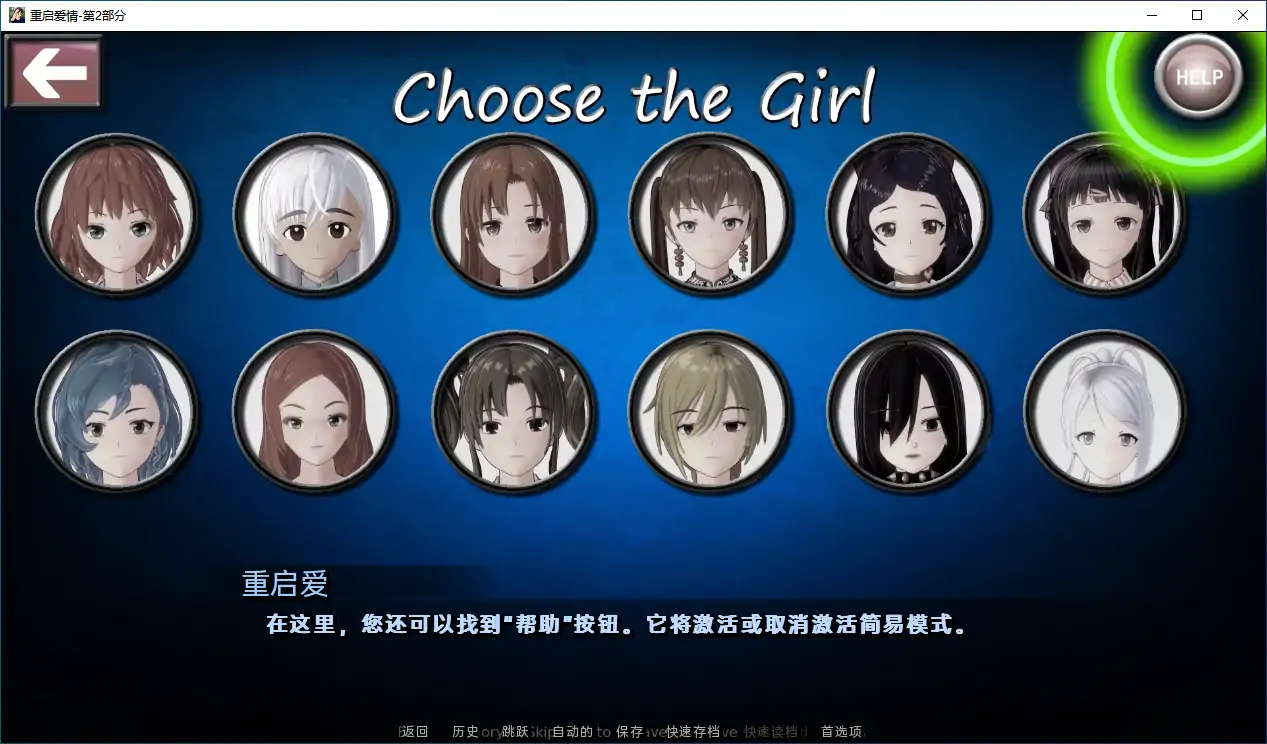 重启爱情-第2部分
HELP
Choose the Girl
重启爱
在这里，您还可以找到"帮助"按钮。它将激活或取消激活简易模式。
返回 历史 跳跃 自动的 保存 快速存档 快速读档 首选项